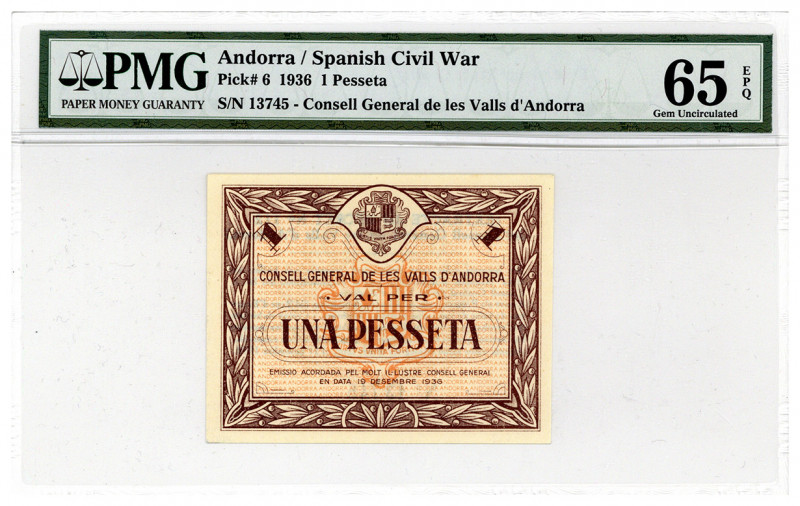 PMG
PAPER MONEY GUARANTY
Andorra / Spanish Civil War
Pick# 6 1936 1 Pesseta
S/N 13745 - Consell General de les Valls d'Andorra
65 EPQ
Gem Uncirculated
1 1
CONSELL GENERAL DE LES VALLS D'ANDORRA
· VAL PER ·
UNA PESSETA
EMISSIO ACORDADA PEL MOLT IL·LUSTRE CONSELL GENERAL
EN DATA 19 DESEMBRE 1936